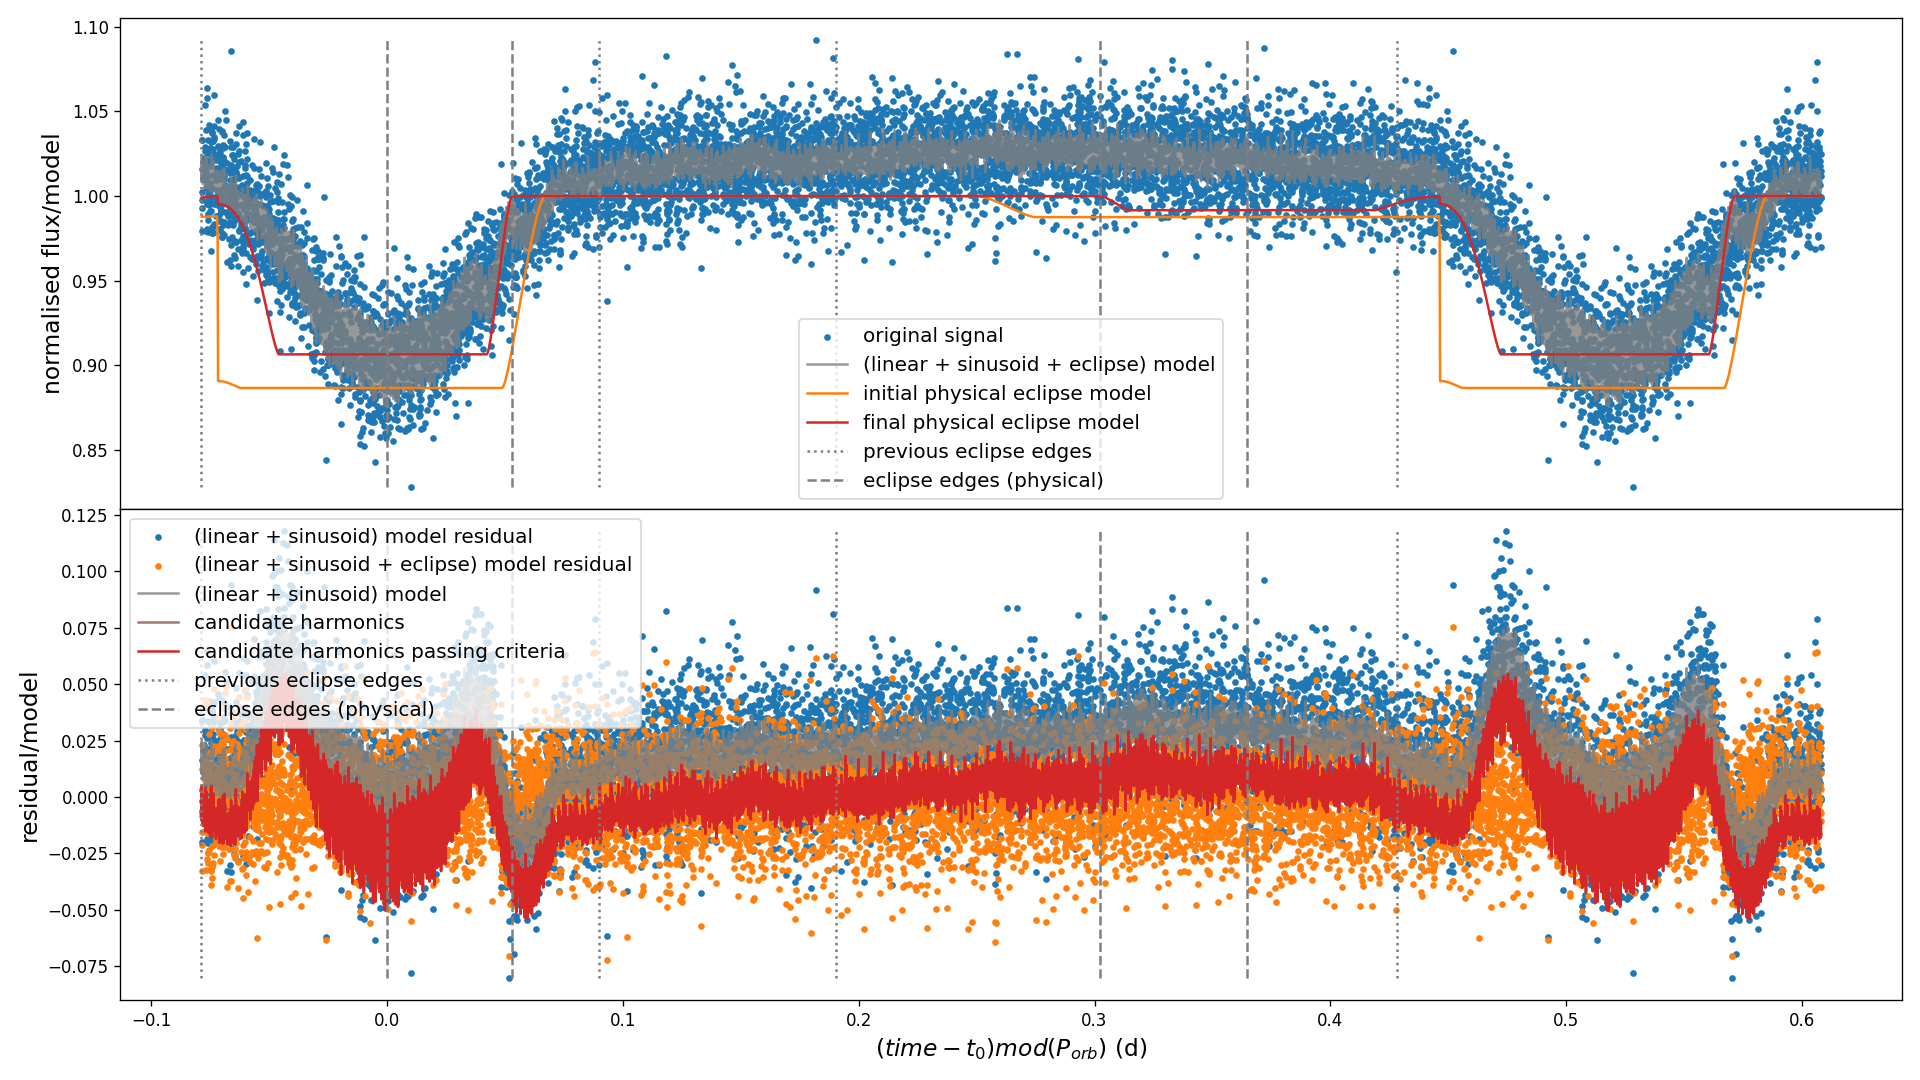 1.10
1.05
1.00
0.95
0.90
0.85
normalised flux/model
original signal
(linear + sinusoid + eclipse) model
initial physical eclipse model
final physical eclipse model
previous eclipse edges
eclipse edges (physical)
0.125
0.100
0.075
0.050
0.025
0.000
−0.025
−0.050
−0.075
residual/model
(linear + sinusoid) model residual
(linear + sinusoid + eclipse) model residual
(linear + sinusoid) model
candidate harmonics
candidate harmonics passing criteria
previous eclipse edges
eclipse edges (physical)
−0.1 0.0 0.1 0.2 0.3 0.4 0.5 0.6
(time − t₀)mod(P_orb) (d)